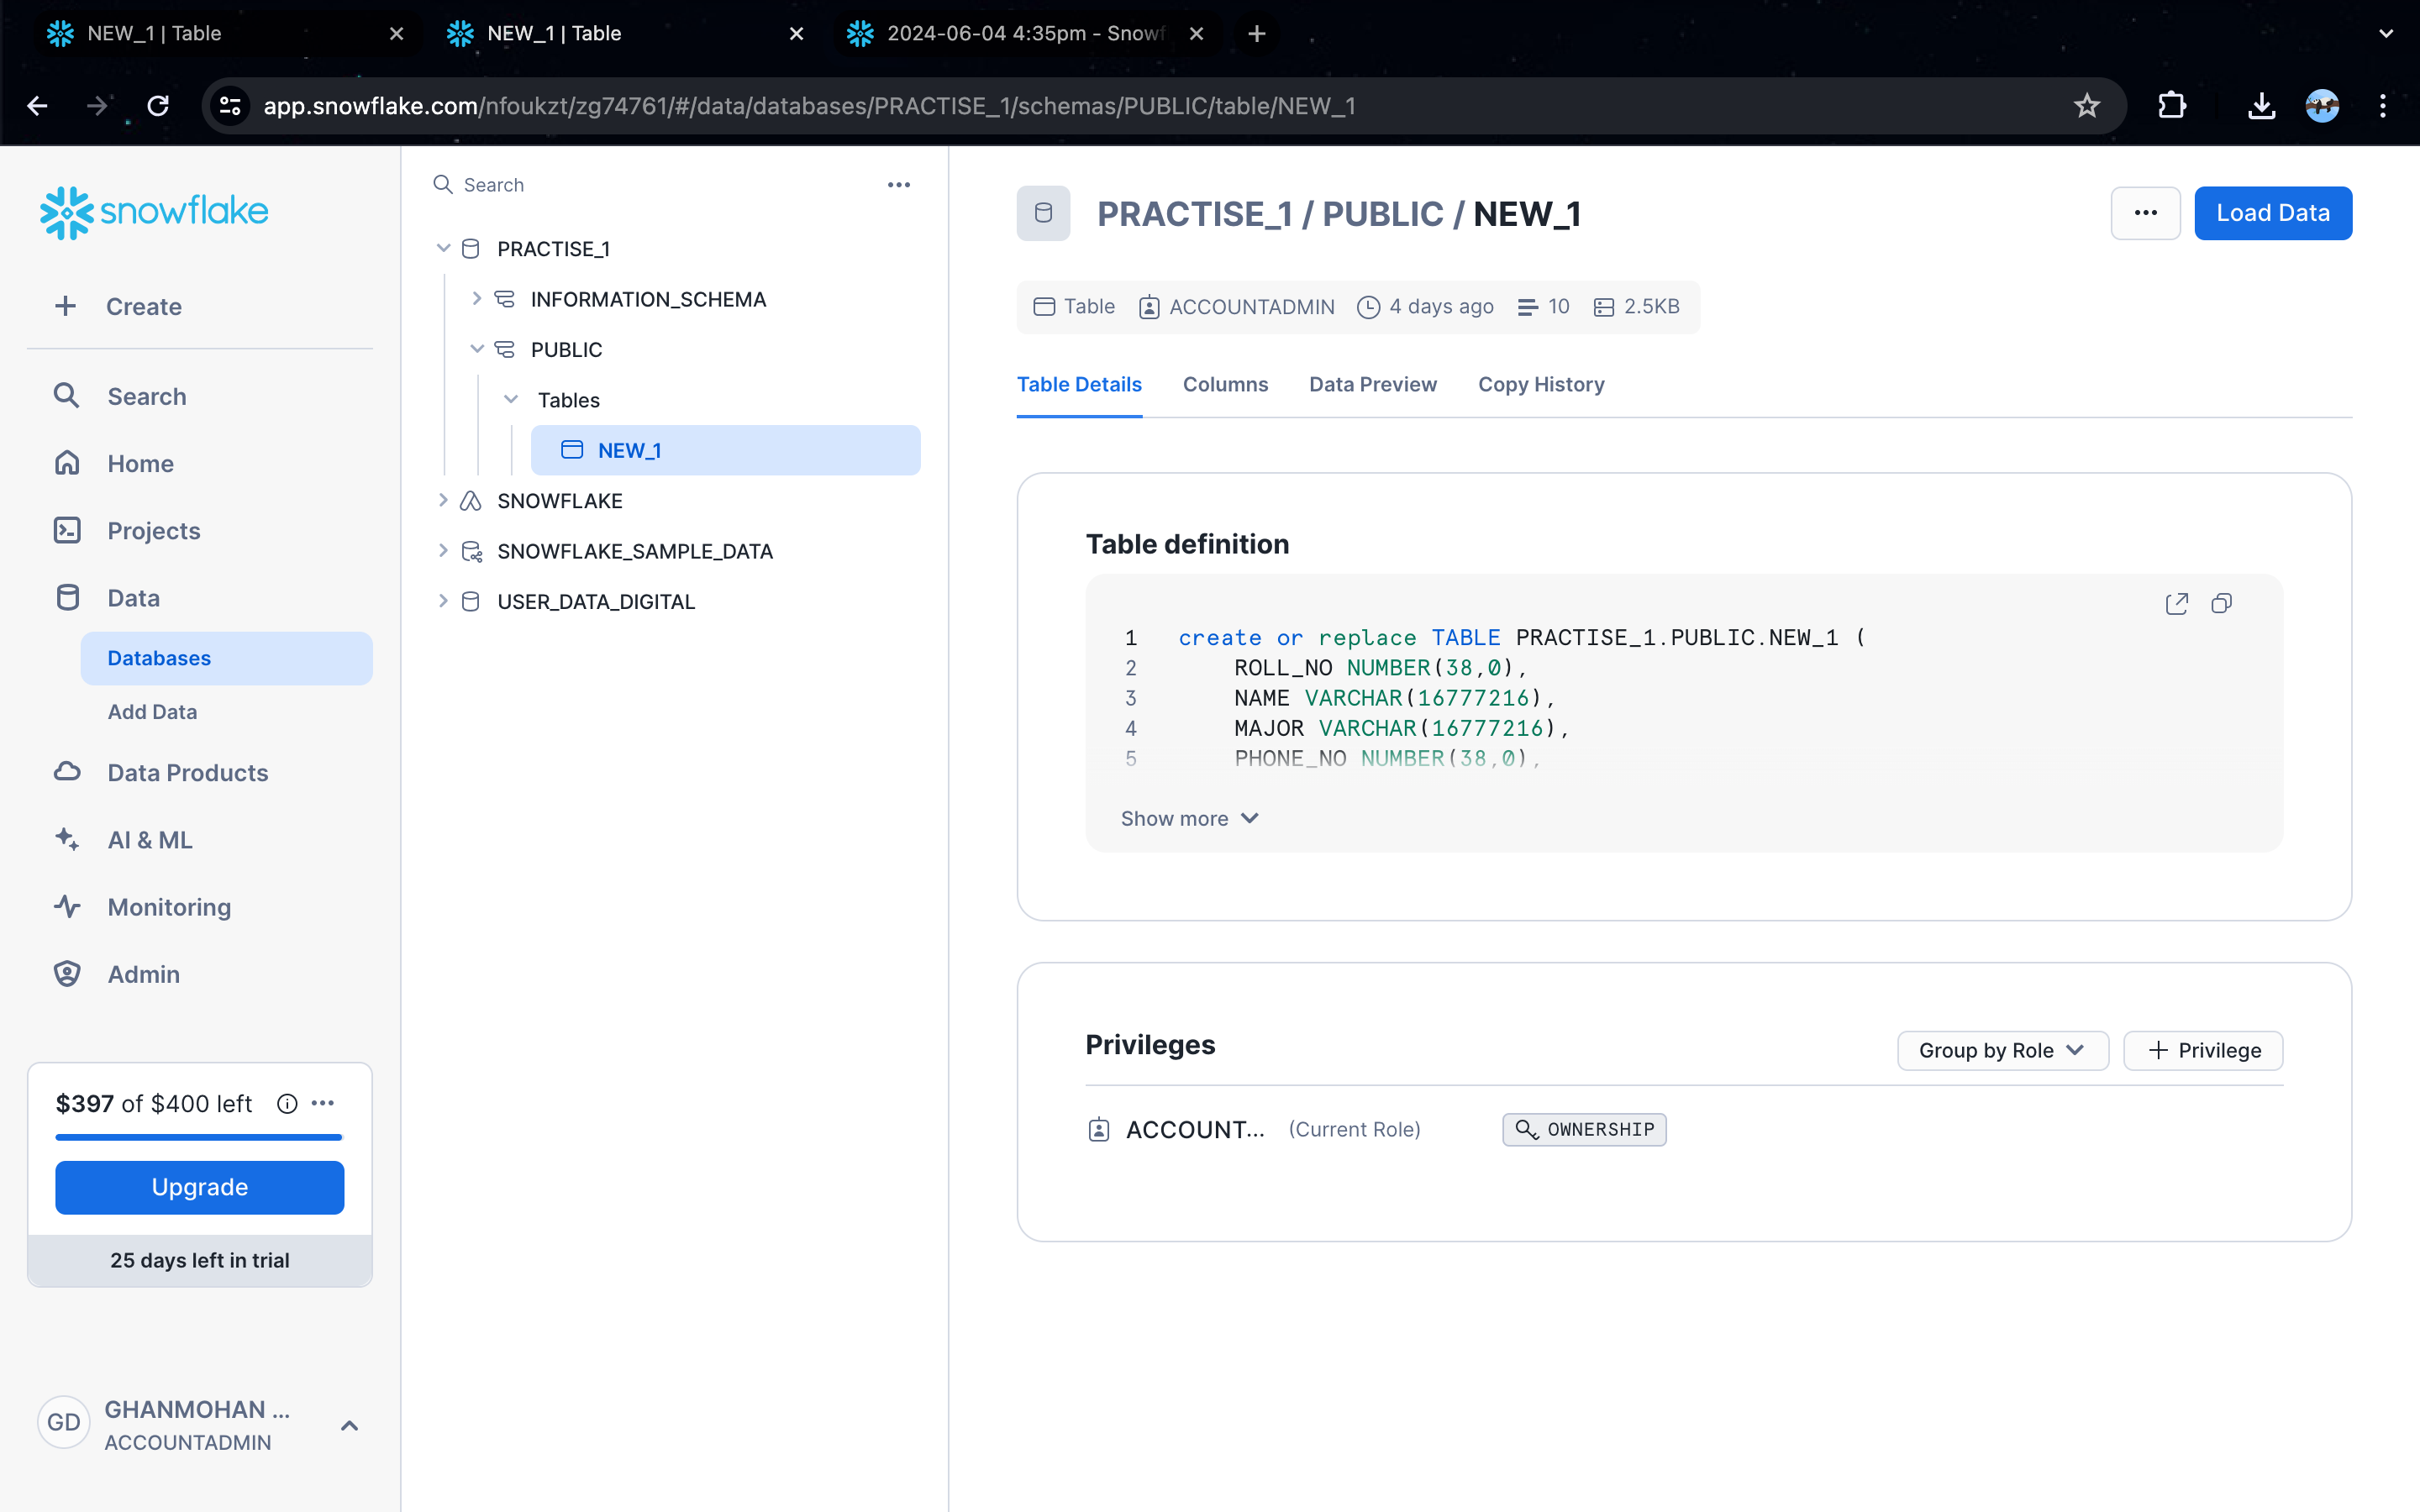 NEW_1 | Table
NEW_1 | Table
2024-06-04 4:35pm - Snowf
app.snowflake.com/nfoukzt/zg74761/#/data/databases/PRACTISE_1/schemas/PUBLIC/table/NEW_1
snowflake
Create
Search
Home
Projects
Data
Databases
Add Data
Data Products
AI & ML
Monitoring
Admin
$397 of $400 left
Upgrade
25 days left in trial
GD
GHANMOHAN ...
ACCOUNTADMIN
Search
PRACTISE_1
INFORMATION_SCHEMA
PUBLIC
Tables
NEW_1
SNOWFLAKE
SNOWFLAKE_SAMPLE_DATA
USER_DATA_DIGITAL
PRACTISE_1 / PUBLIC / NEW_1
Load Data
Table ACCOUNTADMIN 4 days ago 10 2.5KB
Table Details Columns Data Preview Copy History
Table definition
1 create or replace TABLE PRACTISE_1.PUBLIC.NEW_1 (
2 ROLL_NO NUMBER(38,0),
3 NAME VARCHAR(16777216),
4 MAJOR VARCHAR(16777216),
5 PHONE_NO NUMBER(38,0),
Show more
Privileges
Group by Role
Privilege
ACCOUNT... (Current Role) OWNERSHIP